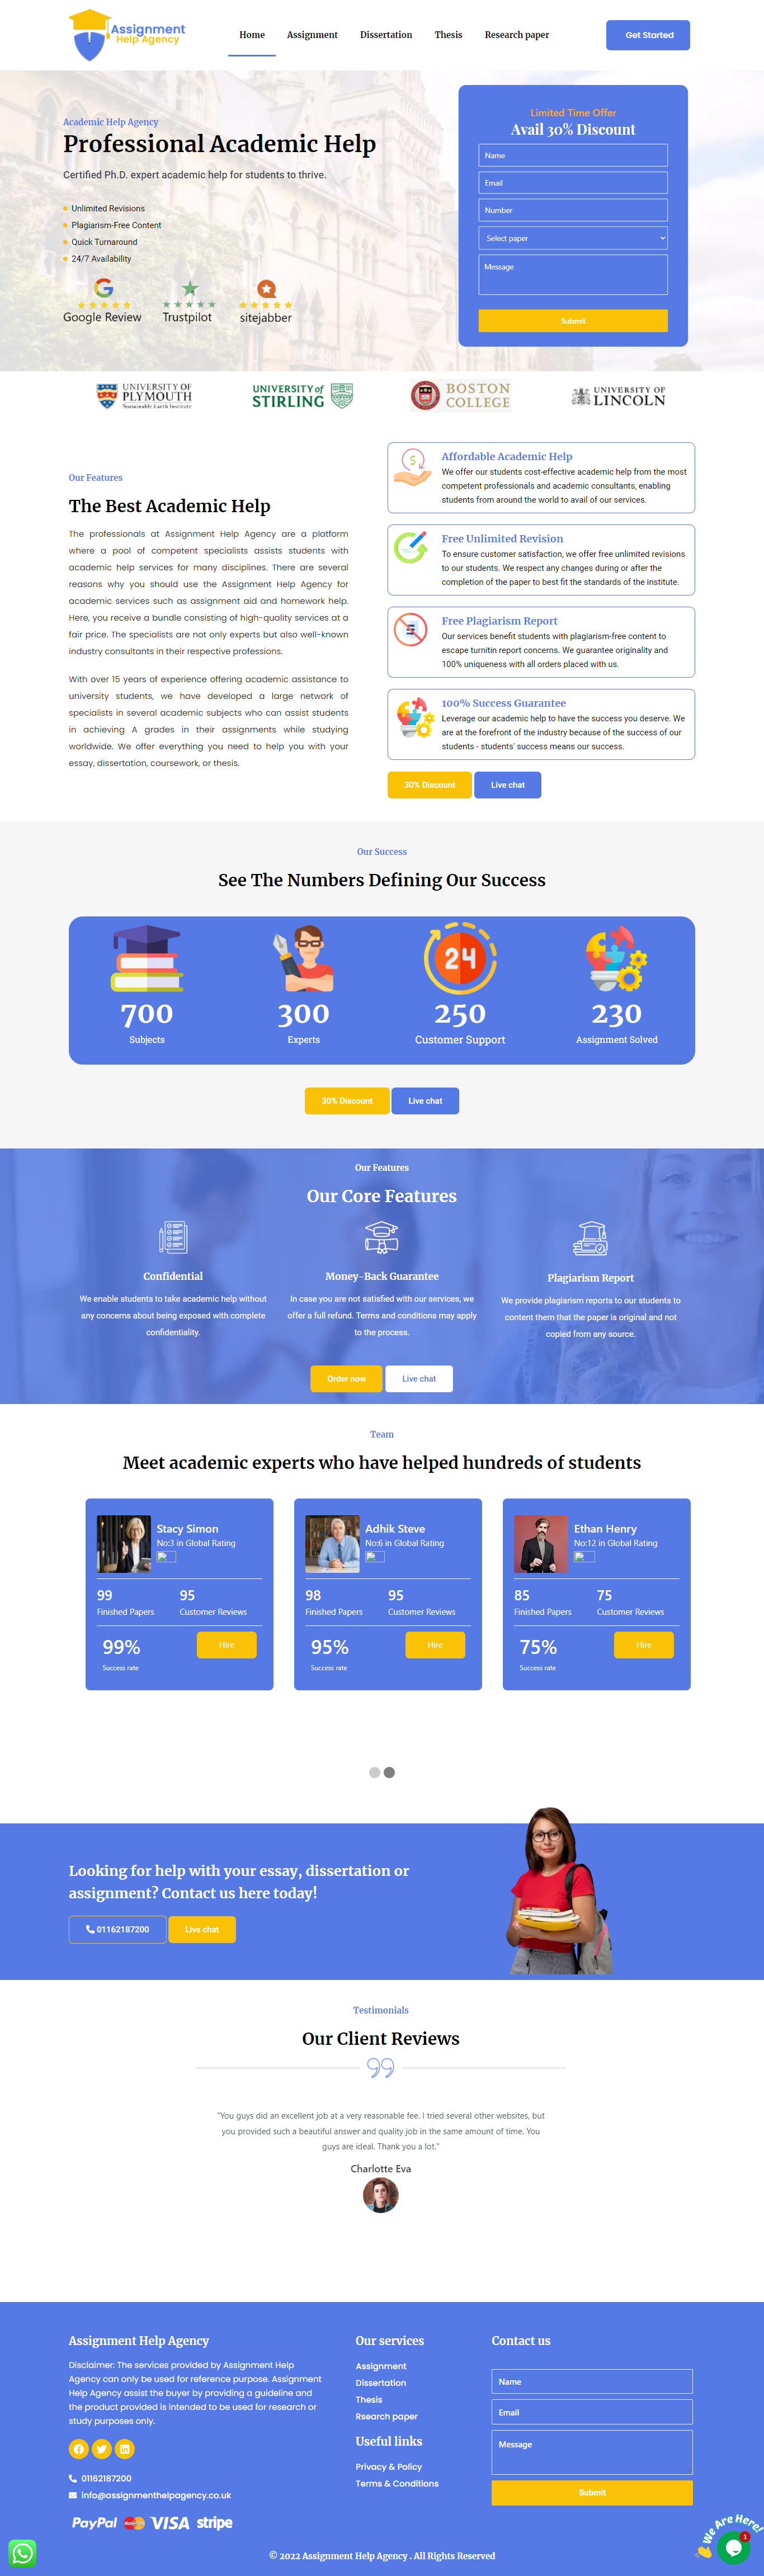 Assignment
Help Agency
Home
Assignment
Dissertation
Thesis
Research paper
Get Started
Academic Help Agency
Professional Academic Help
Certified Ph.D. expert academic help for students to thrive.
Unlimited Revisions
Plagiarism-Free Content
Quick Turnaround
24/7 Availability
Google Review
Trustpilot
sitejabber
Limited Time Offer
Avail 30% Discount
Name
Email
Number
Select paper
Message
Submit
UNIVERSITY OF
PLYMOUTH
Sustainable Earth Institute
UNIVERSITY of
STIRLING
BOSTON
COLLEGE
UNIVERSITY OF
LINCOLN
Our Features
The Best Academic Help
The professionals at Assignment Help Agency are a platform
where a pool of competent specialists assists students with
academic help services for many disciplines. There are several
reasons why you should use the Assignment Help Agency for
academic services such as assignment aid and homework help.
Here, you receive a bundle consisting of high-quality services at a
fair price. The specialists are not only experts but also well-known
industry consultants in their respective professions.
With over 15 years of experience offering academic assistance to
university students, we have developed a large network of
specialists in several academic subjects who can assist students
in achieving A grades in their assignments while studying
worldwide. We offer everything you need to help you with your
essay, dissertation, coursework, or thesis.
Affordable Academic Help
We offer our students cost-effective academic help from the most
competent professionals and academic consultants, enabling
students from around the world to avail of our services.
Free Unlimited Revision
To ensure customer satisfaction, we offer free unlimited revisions
to our students. We respect any changes during or after the
completion of the paper to best fit the standards of the institute.
Free Plagiarism Report
Our services benefit students with plagiarism-free content to
escape turnitin report concerns. We guarantee originality and
100% uniqueness with all orders placed with us.
100% Success Guarantee
Leverage our academic help to have the success you deserve. We
are at the forefront of the industry because of the success of our
students - students' success means our success.
30% Discount
Live chat
Our Success
See The Numbers Defining Our Success
24
700
Subjects
300
Experts
250
Customer Support
230
Assignment Solved
30% Discount
Live chat
Our Features
Our Core Features
Confidential
We enable students to take academic help without
any concerns about being exposed with complete
confidentiality.
Money-Back Guarantee
In case you are not satisfied with our services, we
offer a full refund. Terms and conditions may apply
to the process.
Plagiarism Report
We provide plagiarism reports to our students to
content them that the paper is original and not
copied from any source.
Order now
Live chat
Team
Meet academic experts who have helped hundreds of students
Stacy Simon
No:3 in Global Rating
99
Finished Papers
95
Customer Reviews
99%
Success rate
Hire
Adhik Steve
No:6 in Global Rating
98
Finished Papers
95
Customer Reviews
95%
Success rate
Hire
Ethan Henry
No:12 in Global Rating
85
Finished Papers
75
Customer Reviews
75%
Success rate
Hire
Looking for help with your essay, dissertation or
assignment? Contact us here today!
01162187200
Live chat
Testimonials
Our Client Reviews
"You guys did an excellent job at a very reasonable fee. I tried several other websites, but
you provided such a beautiful answer and quality job in the same amount of time. You
guys are ideal. Thank you a lot."
Charlotte Eva
Assignment Help Agency
Disclaimer: The services provided by Assignment Help
Agency can only be used for reference purpose. Assignment
Help Agency assist the buyer by providing a guideline and
the product provided is intended to be used for research or
study purposes only.
01162187200
info@assignmenthelpagency.co.uk
PayPal
VISA
stripe
Our services
Assignment
Dissertation
Thesis
Rsearch paper
Useful links
Privacy & Policy
Terms & Conditions
Contact us
Name
Email
Message
Submit
We Are Here!
1
© 2022 Assignment Help Agency . All Rights Reserved